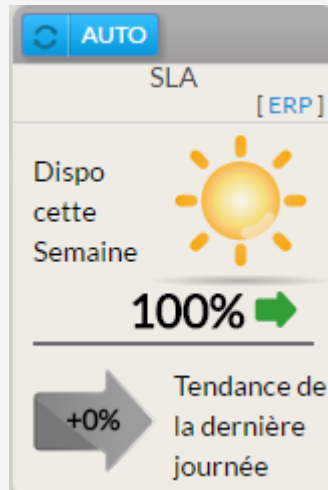 AUTO
SLA
[ ERP ]
Dispo
cette
Semaine
100%
+0%
Tendance de
la dernière
journée